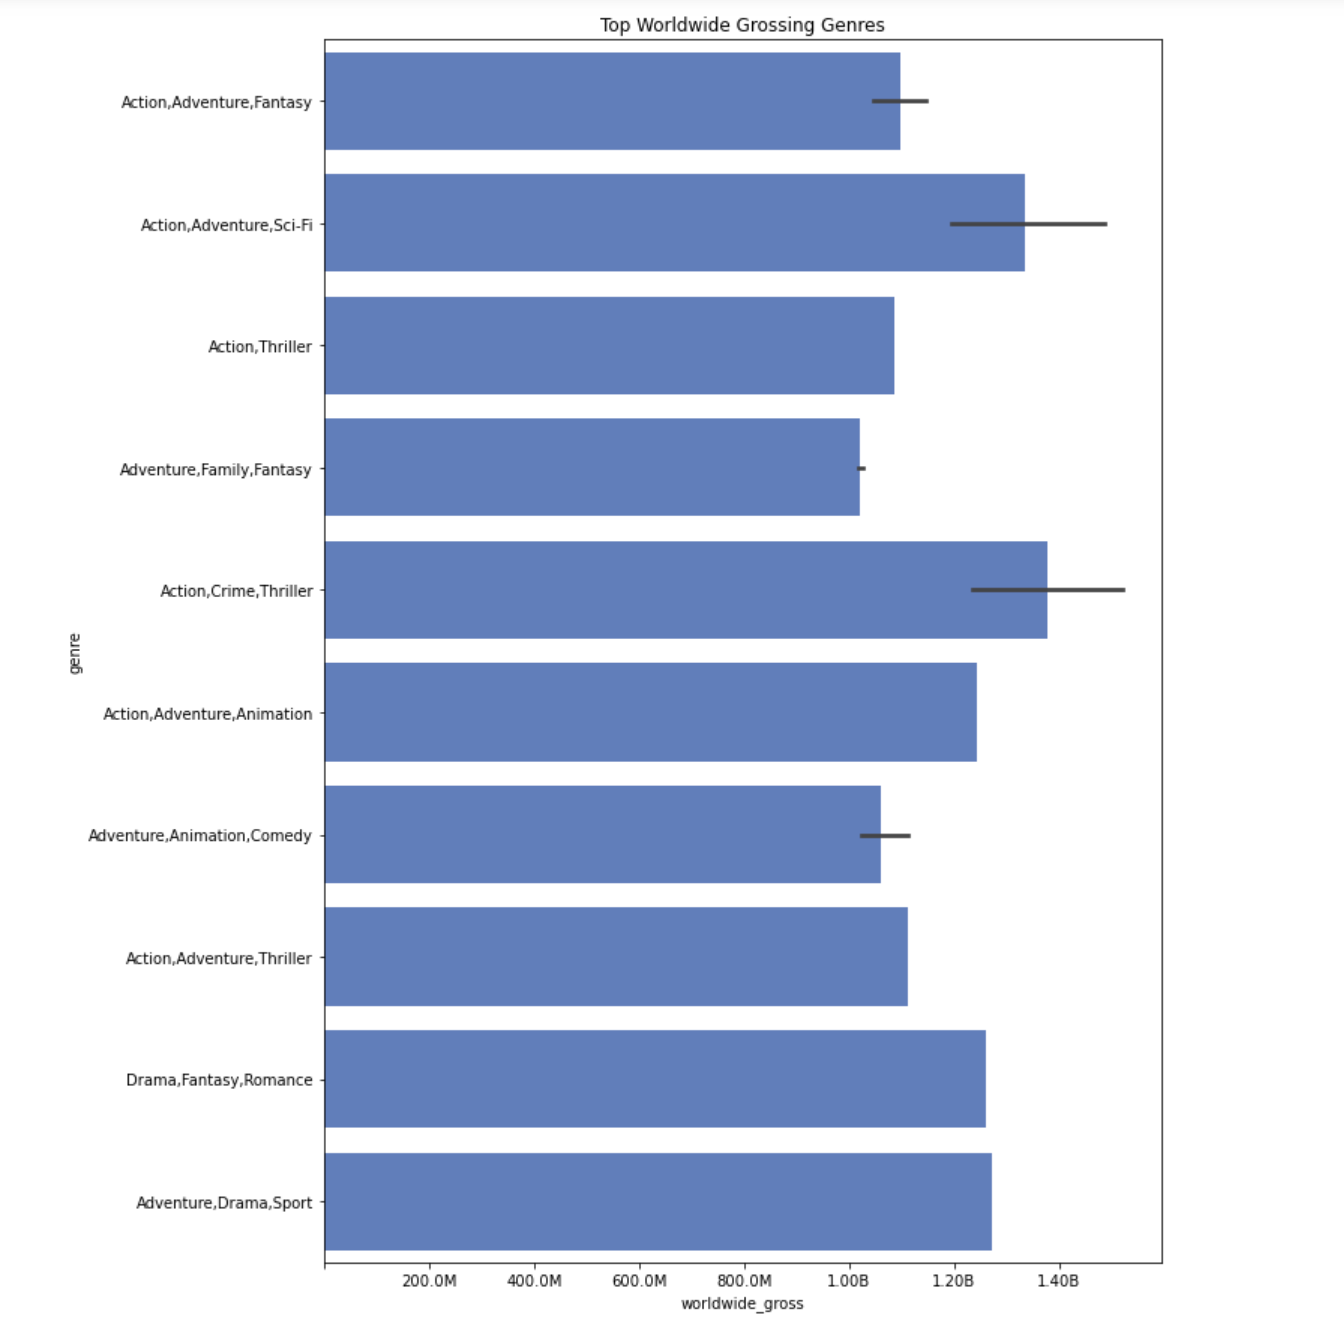 Top Worldwide Grossing Genres
Action,Adventure,Fantasy
Action,Adventure,Sci-Fi
Action,Thriller
Adventure,Family,Fantasy
Action,Crime,Thriller
genre
Action,Adventure,Animation
Adventure,Animation,Comedy
Action,Adventure,Thriller
Drama,Fantasy,Romance
Adventure,Drama,Sport
200.0M 400.0M 600.0M 800.0M 1.00B 1.20B 1.40B
worldwide_gross